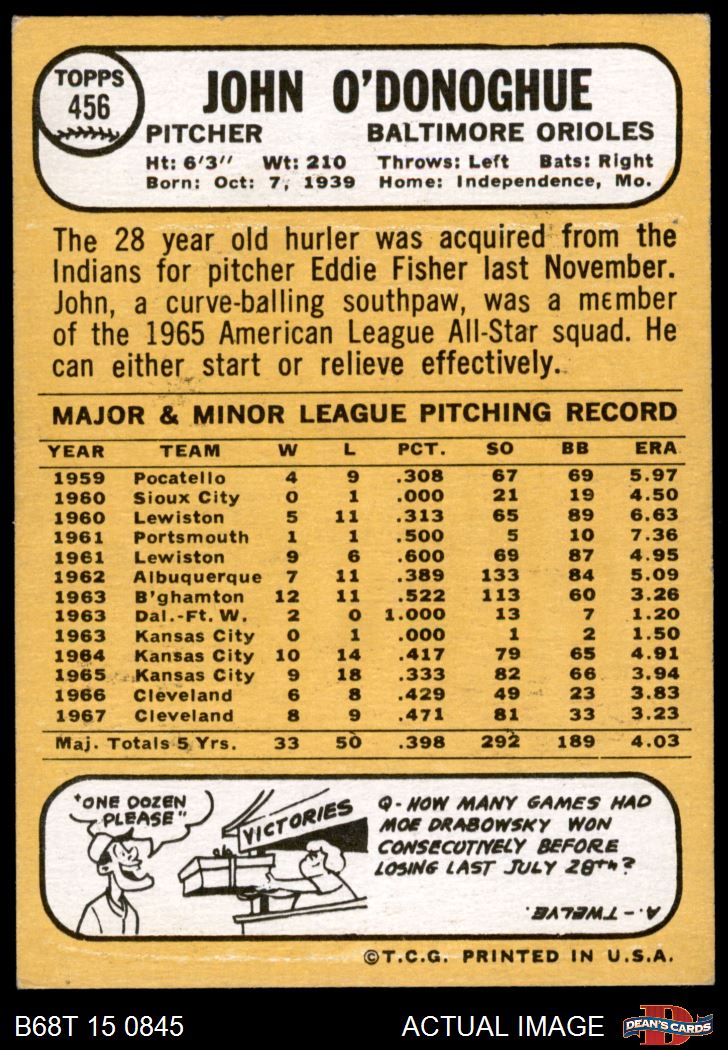 TOPPS
456
JOHN O'DONOGHUE
PITCHER BALTIMORE ORIOLES
Ht: 6'3" Wt: 210 Throws: Left Bats: Right
Born: Oct: 7, 1939 Home: Independence, Mo.
The 28 year old hurler was acquired from the
Indians for pitcher Eddie Fisher last November.
John, a curve-balling southpaw, was a member
of the 1965 American League All-Star squad. He
can either start or relieve effectively.
MAJOR & MINOR LEAGUE PITCHING RECORD
YEAR TEAM W L PCT. SO BB ERA
1959 Pocatello 4 9 .308 67 69 5.97
1960 Sioux City 0 1 .000 21 19 4.50
1960 Lewiston 5 11 .313 65 89 6.63
1961 Portsmouth 1 1 .500 5 10 7.36
1961 Lewiston 9 6 .600 69 87 4.95
1962 Albuquerque 7 11 .389 133 84 5.09
1963 B'ghamton 12 11 .522 113 60 3.26
1963 Dal.-Ft. W. 2 0 1.000 13 7 1.20
1963 Kansas City 0 1 .000 1 2 1.50
1964 Kansas City 10 14 .417 79 65 4.91
1965 Kansas City 9 18 .333 82 66 3.94
1966 Cleveland 6 8 .429 49 23 3.83
1967 Cleveland 8 9 .471 81 33 3.23
Maj. Totals 5 Yrs. 33 50 .398 292 189 4.03
"ONE DOZEN
PLEASE"
VICTORIES
Q- HOW MANY GAMES HAD
MOE DRABOWSKY WON
CONSECUTIVELY BEFORE
LOSING LAST JULY 28TH?
A.- TWELVE.
©T.C.G. PRINTED IN U.S.A.
B68T 15 0845 ACTUAL IMAGE
D
DEAN'S CARDS